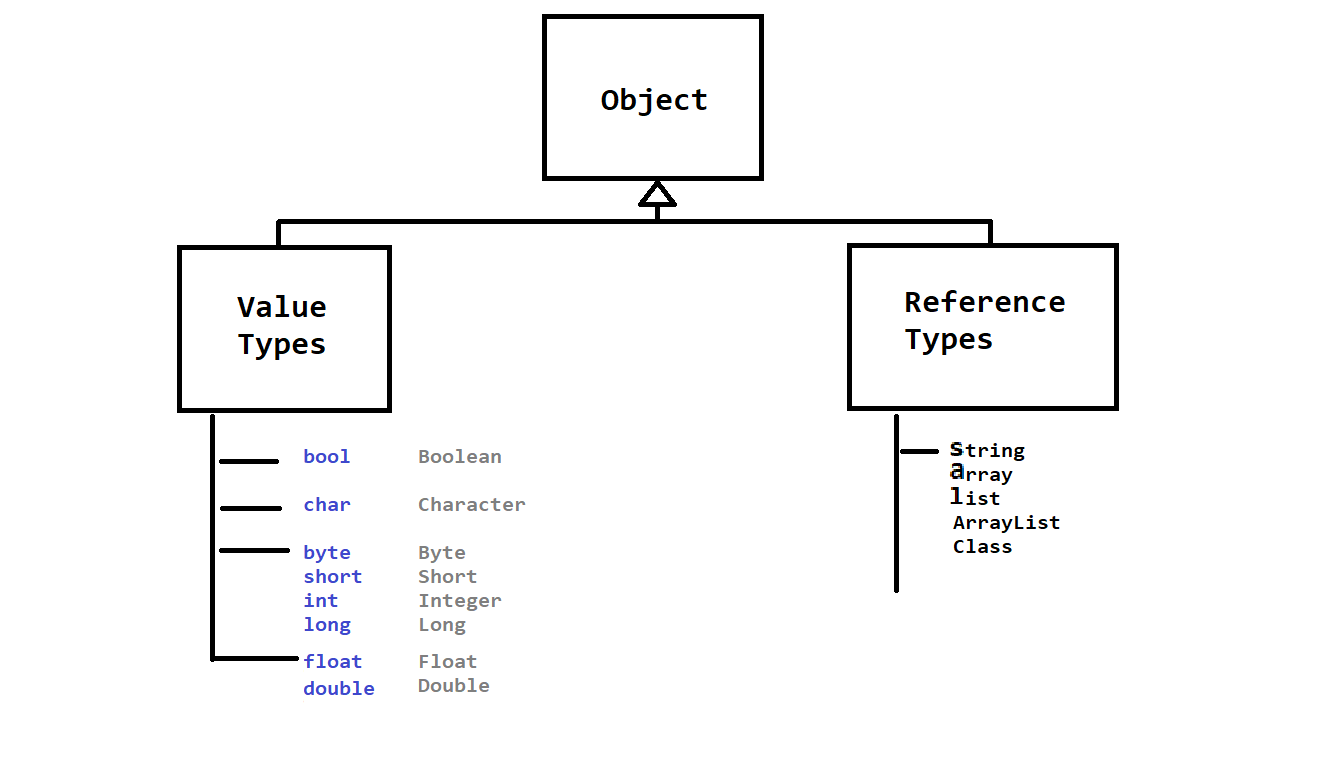 Object
Value
Types
Reference
Types
bool Boolean
char Character
byte Byte
short Short
int Integer
long Long
float Float
double Double
String
Array
list
ArrayList
Class